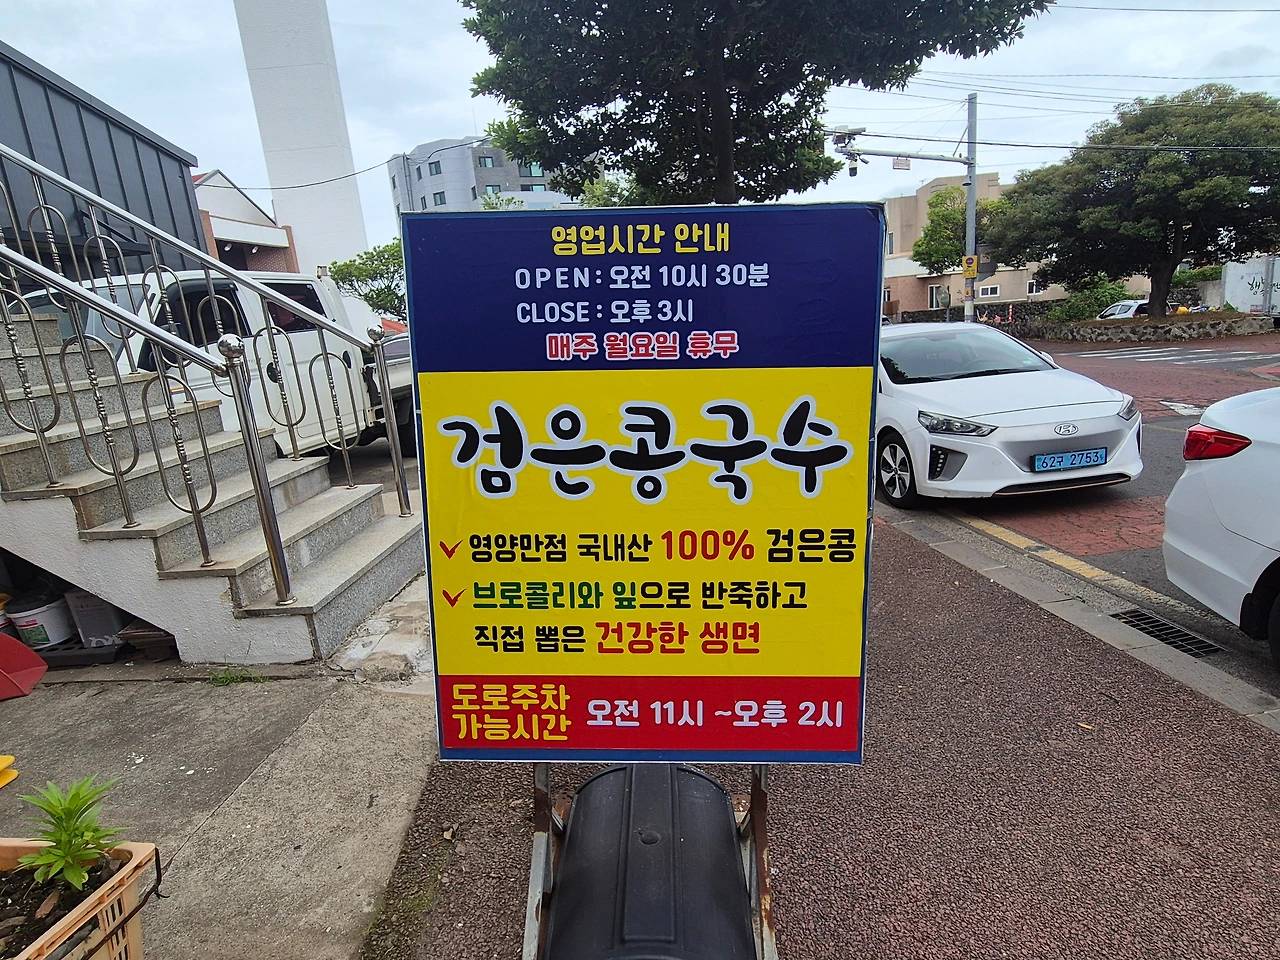 영업시간 안내
OPEN : 오전 10시 30분
CLOSE : 오후 3시
매주 월요일 휴무
검은콩국수
영양만점 국내산 100% 검은콩
브로콜리와 잎으로 반죽하고
직접 뽑은 건강한 생면
도로주차
가능시간
오전 11시 ~오후 2시
62구 2753